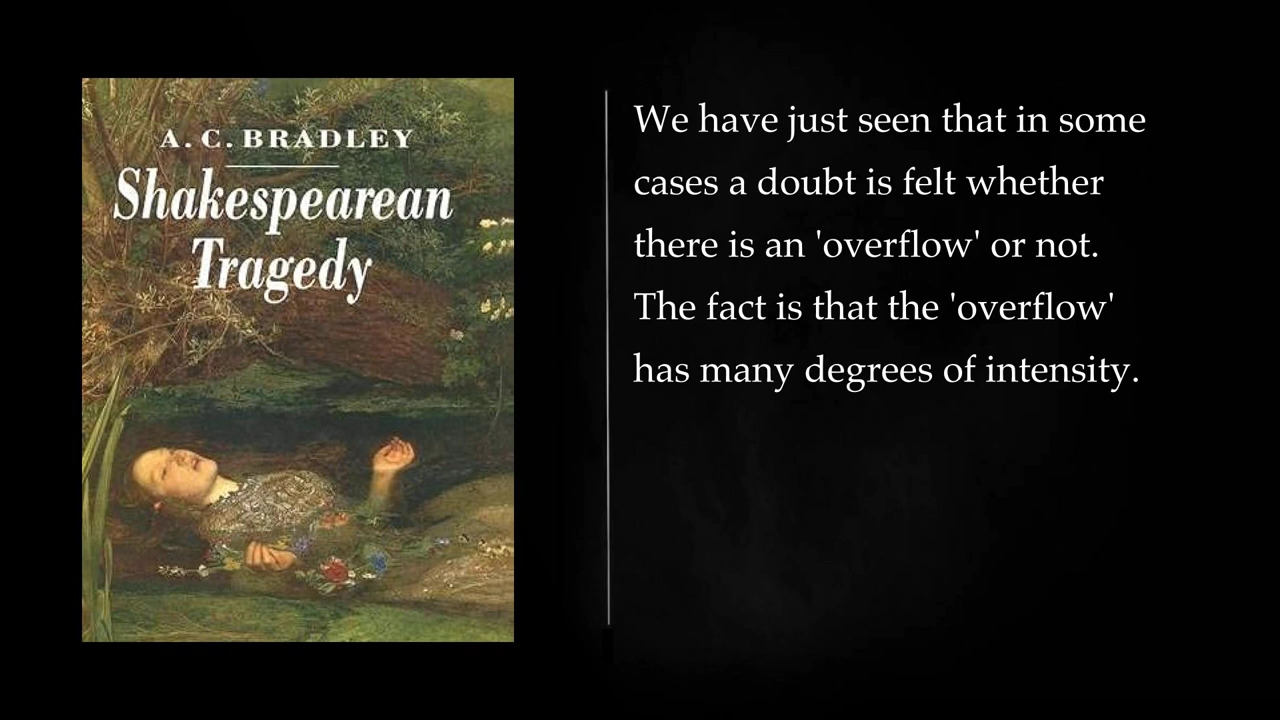 A. C. BRADLEY
Shakespearean
Tragedy
We have just seen that in some
cases a doubt is felt whether
there is an 'overflow' or not.
The fact is that the 'overflow'
has many degrees of intensity.